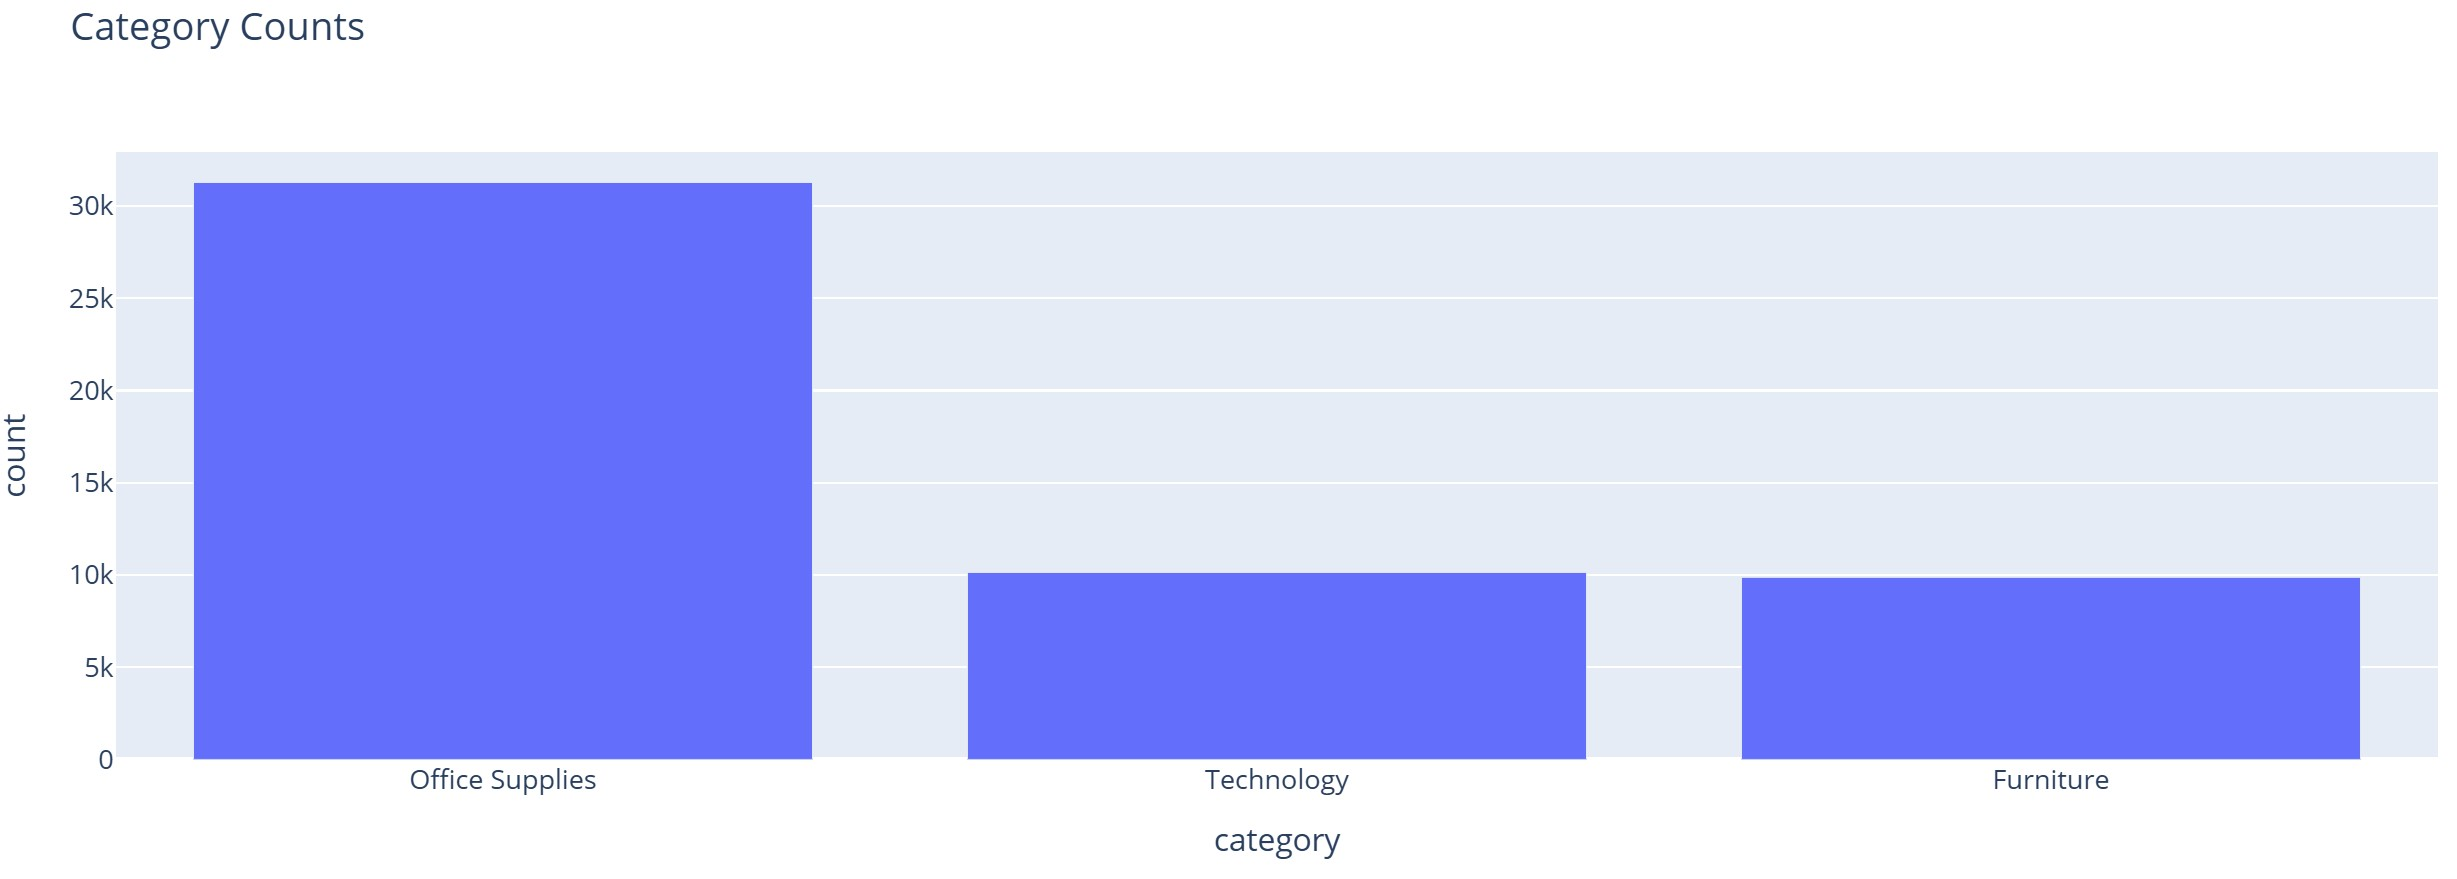 Category Counts
30k
25k
20k
15k
10k
5k
0
count
Office Supplies
Technology
Furniture
category